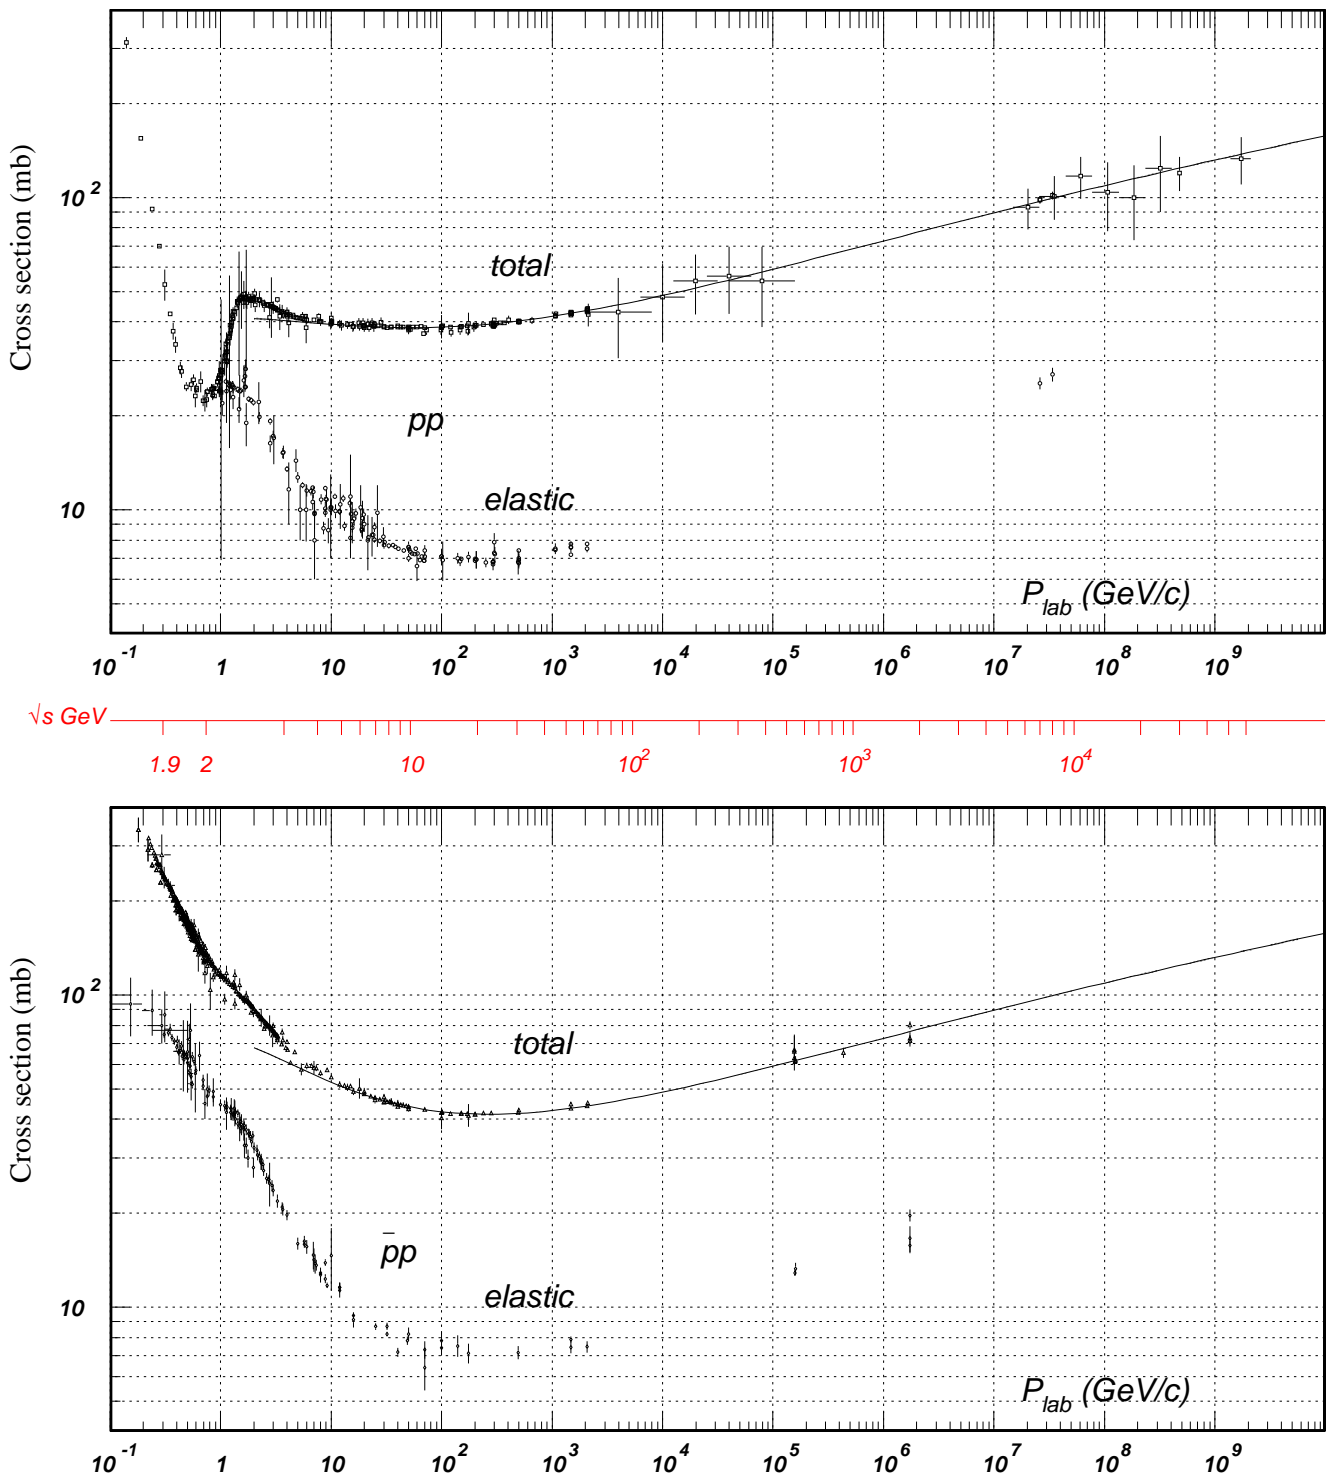 Cross section (mb)
10²
10
total
pp
elastic
P_lab (GeV/c)
10⁻¹ 1 10 10² 10³ 10⁴ 10⁵ 10⁶ 10⁷ 10⁸ 10⁹
√s GeV
1.9 2 10 10² 10³ 10⁴
Cross section (mb)
10²
10
total
p̅p
elastic
P_lab (GeV/c)
10⁻¹ 1 10 10² 10³ 10⁴ 10⁵ 10⁶ 10⁷ 10⁸ 10⁹